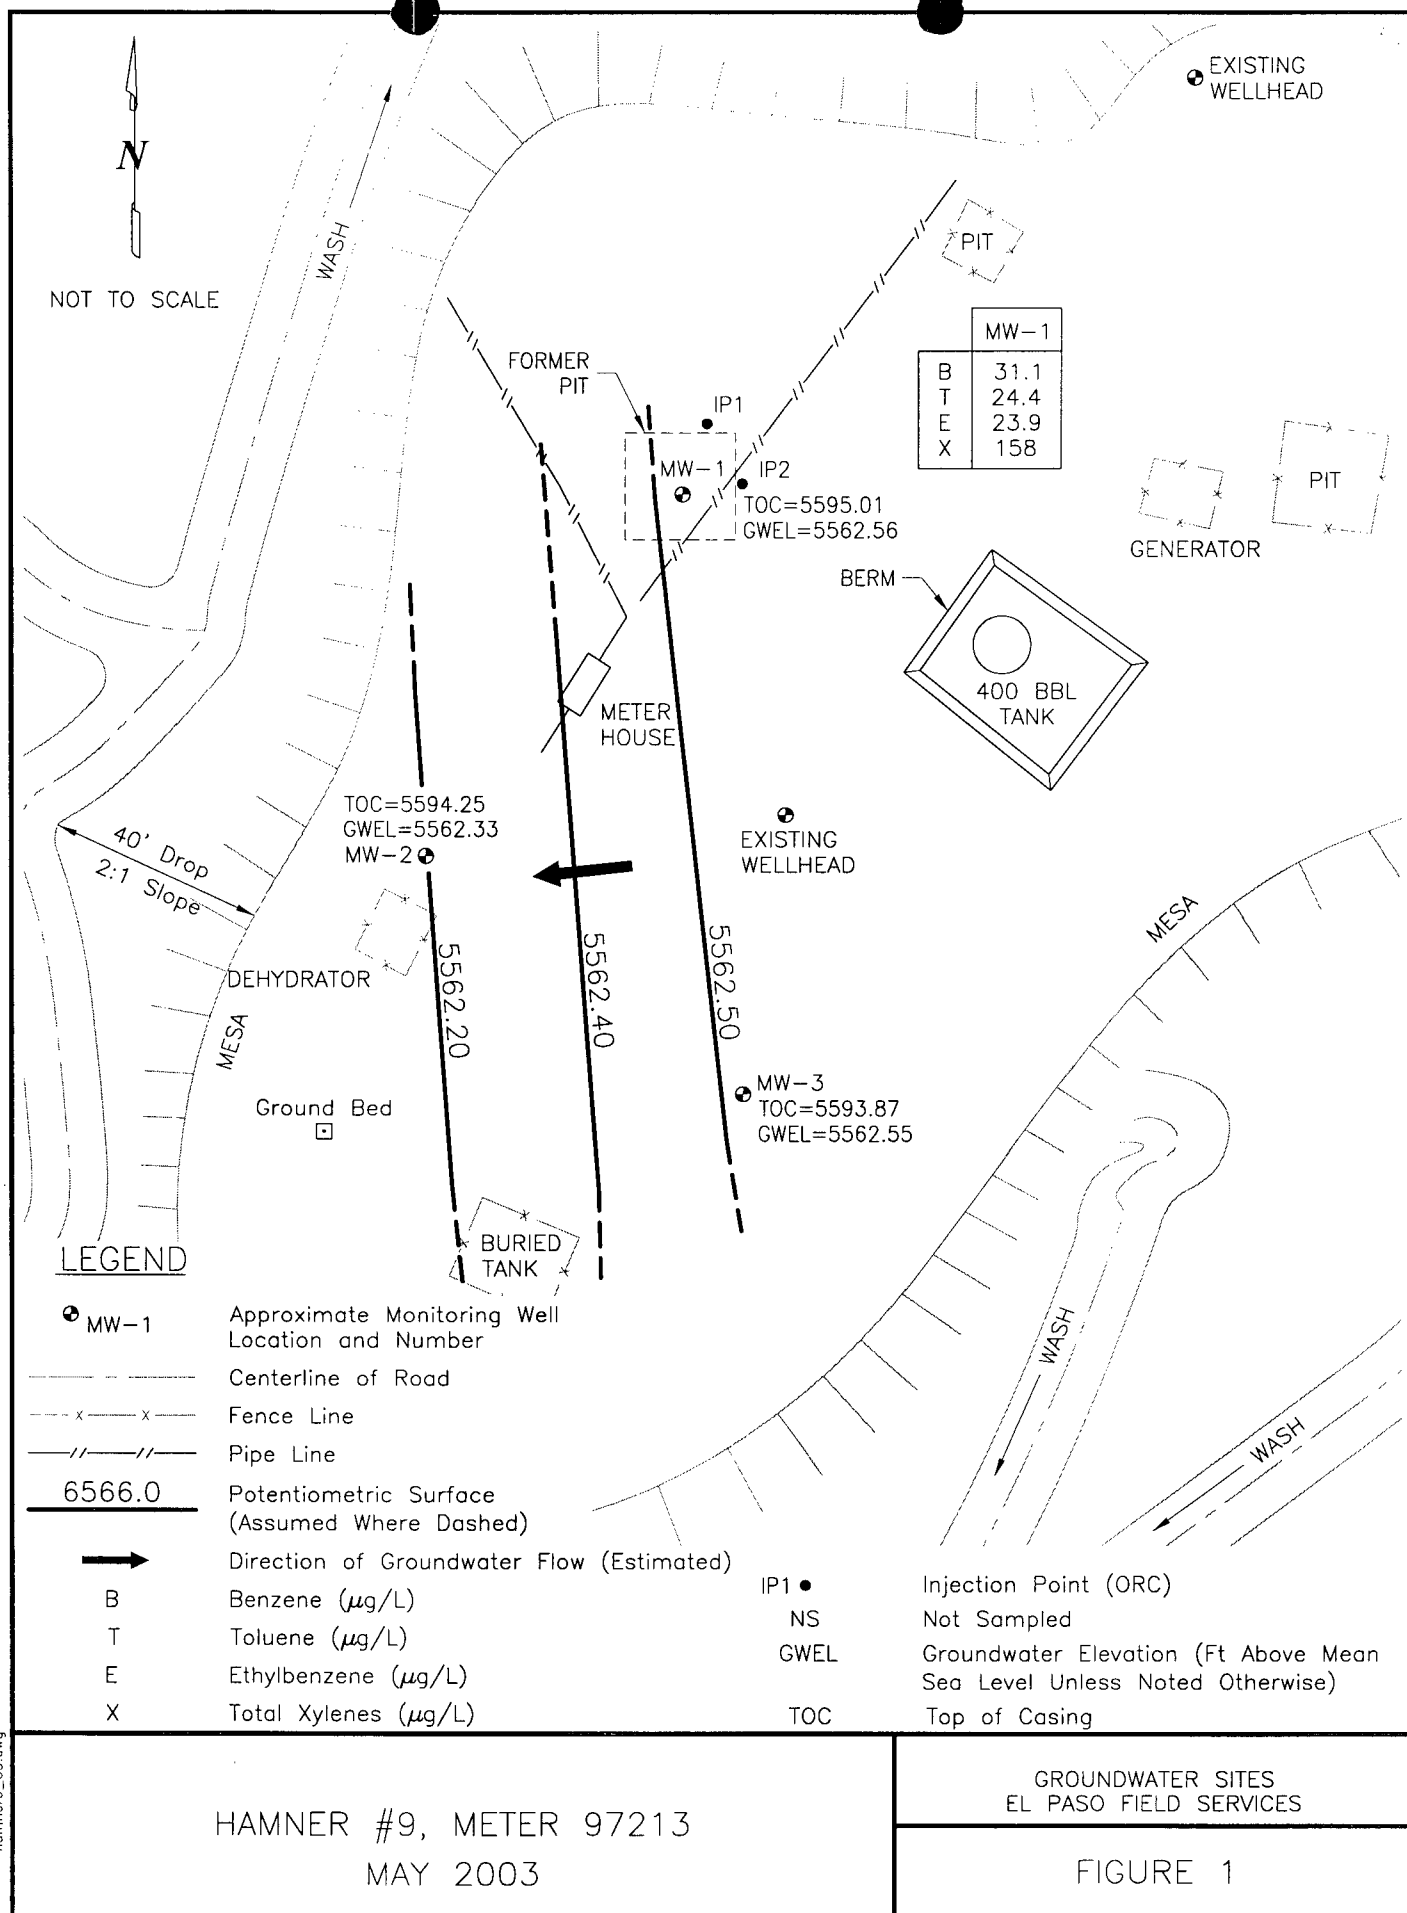 EXISTING
WELLHEAD
N
NOT TO SCALE
WASH
PIT
MW-1
B 31.1
T 24.4
E 23.9
X 158
FORMER
PIT
IP1
MW-1
IP2
TOC=5595.01
GWEL=5562.56
PIT
GENERATOR
BERM
400 BBL
TANK
METER
HOUSE
TOC=5594.25
GWEL=5562.33
MW-2
EXISTING
WELLHEAD
40' Drop
2:1 Slope
MESA
DEHYDRATOR
5562.20
5562.40
5562.50
MESA
MW-3
TOC=5593.87
GWEL=5562.55
Ground Bed
BURIED
TANK
WASH
WASH
LEGEND
MW-1 Approximate Monitoring Well
Location and Number
Centerline of Road
x x Fence Line
Pipe Line
6566.0 Potentiometric Surface
(Assumed Where Dashed)
Direction of Groundwater Flow (Estimated)
B Benzene (µg/L)
T Toluene (µg/L)
E Ethylbenzene (µg/L)
X Total Xylenes (µg/L)
IP1 Injection Point (ORC)
NS Not Sampled
GWEL Groundwater Elevation (Ft Above Mean
Sea Level Unless Noted Otherwise)
TOC Top of Casing
HAMNER #9, METER 97213
MAY 2003
GROUNDWATER SITES
EL PASO FIELD SERVICES
FIGURE 1